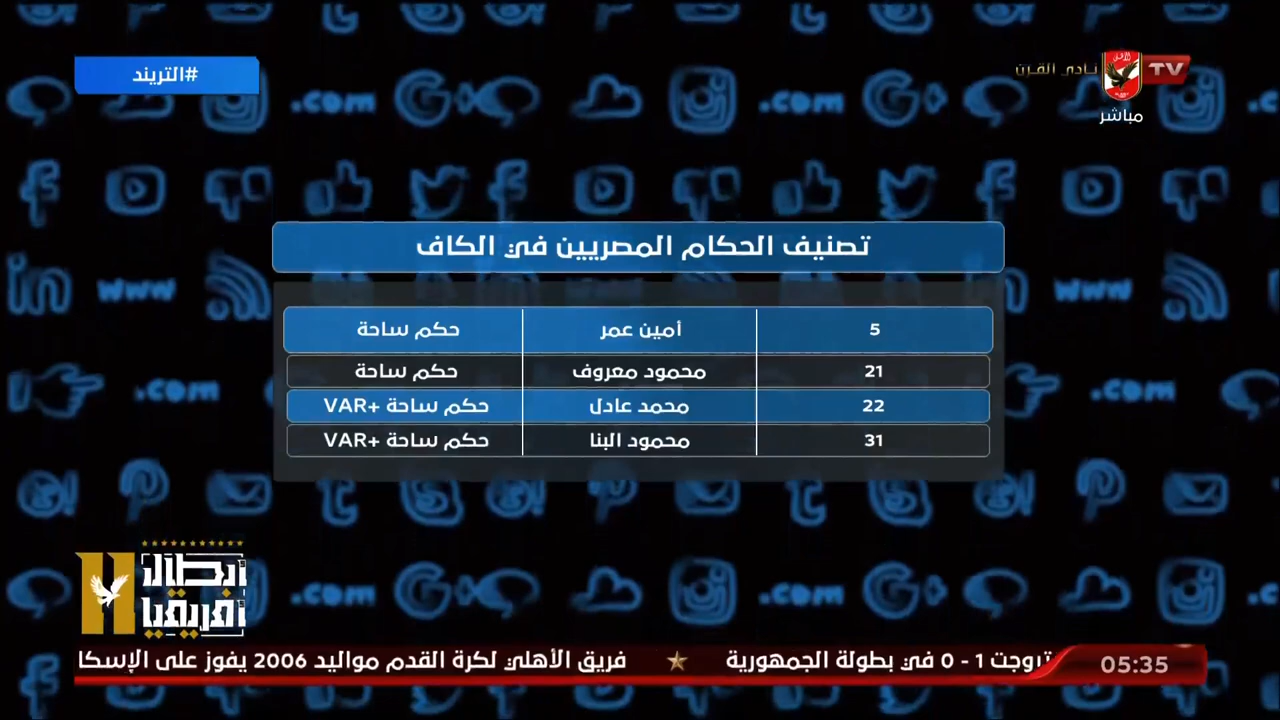 #التريند
نادي القرن
TV
مباشر
تصنيف الحكام المصريين في الكاف
5 أمين عمر حكم ساحة
21 محمود معروف حكم ساحة
22 محمد عادل حكم ساحة +VAR
31 محمود البنا حكم ساحة +VAR
أبطال
أفريقيا
11
تروجت 1 - 0 في بطولة الجمهورية ★ فريق الأهلي لكرة القدم مواليد 2006 يفوز على الإسكا
05:35